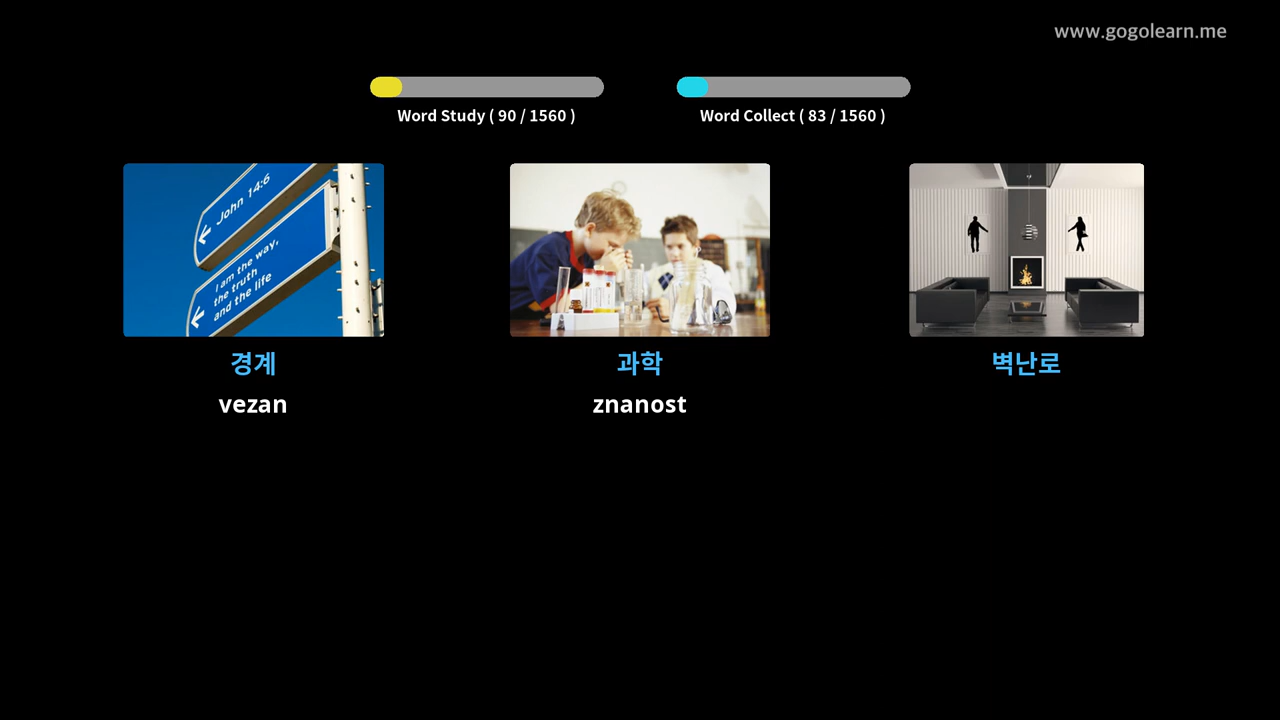 www.gogolearn.me
Word Study ( 90 / 1560 )
Word Collect ( 83 / 1560 )
John 14:6
I am the way,
the truth
and the life
경계
과학
벽난로
vezan
znanost